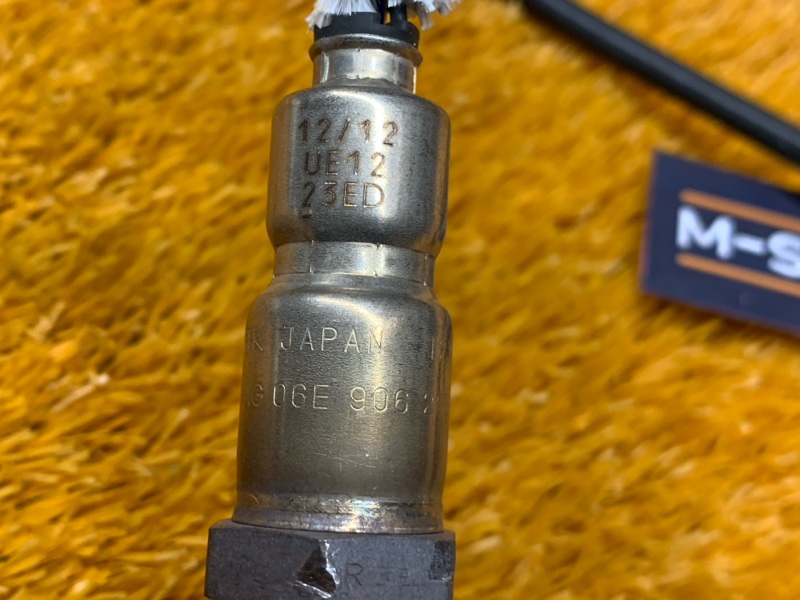 12/12
UE12
23ED
JAPAN
06E 906
M-S